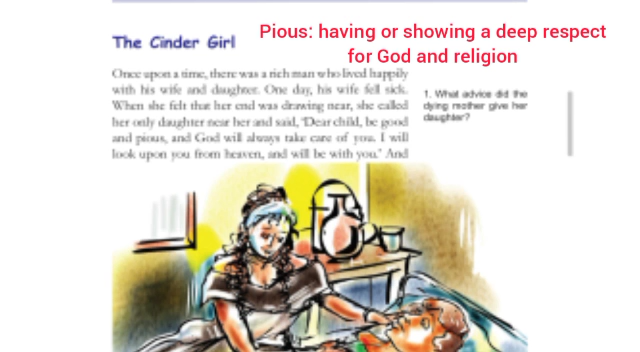 The Cinder Girl
Pious: having or showing a deep respect
for God and religion
Once upon a time, there was a rich man who lived happily
with his wife and daughter. One day, his wife fell sick.
When she felt that her end was drawing near, she called
her only daughter near her and said, 'Dear child, be good
and pious, and God will always take care of you. I will
look upon you from heaven, and will be with you.' And
1. What advice did the
dying mother give her
daughter?